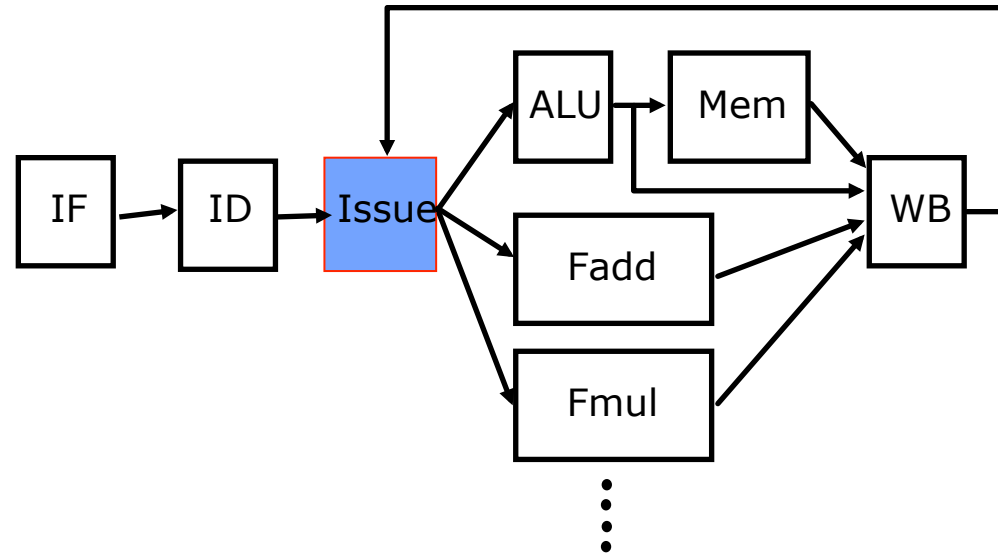 IF
ID
Issue
ALU
Mem
Fadd
Fmul
WB